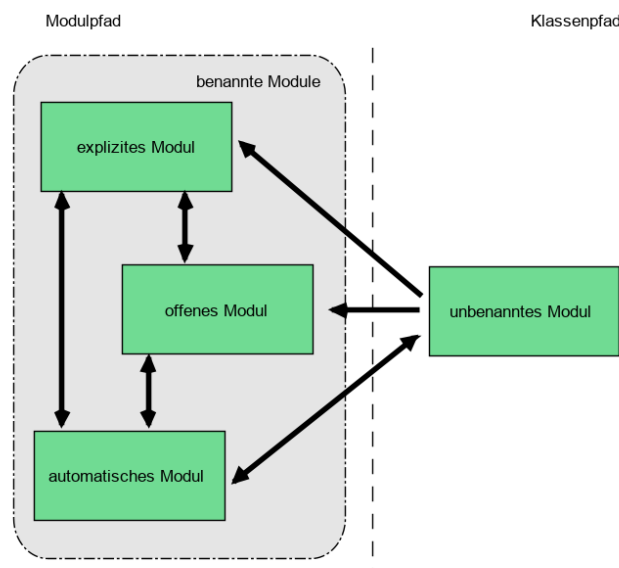 Modulpfad
Klassenpfad
benannte Module
explizites Modul
offenes Modul
unbenanntes Modul
automatisches Modul